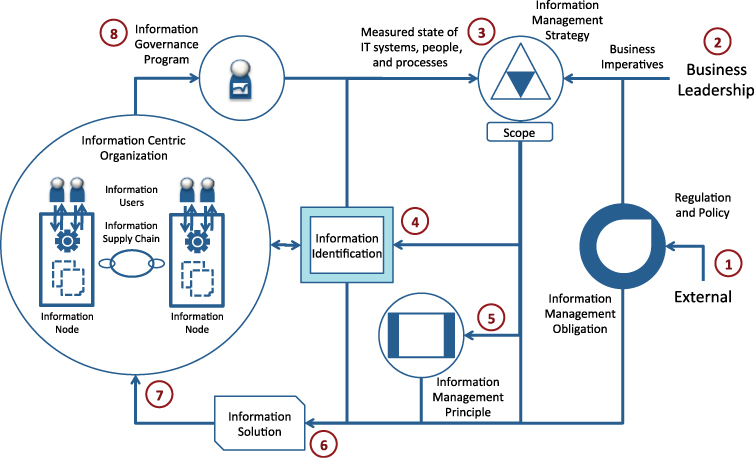 8
Information
Governance
Program
Measured state of
IT systems, people,
and processes
3
Information
Management
Strategy
Business
Imperatives
2
Business
Leadership
Scope
Information Centric
Organization
Information
Users
Information
Supply Chain
Information
Node
Information
Node
Information
Identification
4
Regulation
and Policy
1
External
Information
Management
Obligation
5
Information
Management
Principle
7
Information
Solution
6